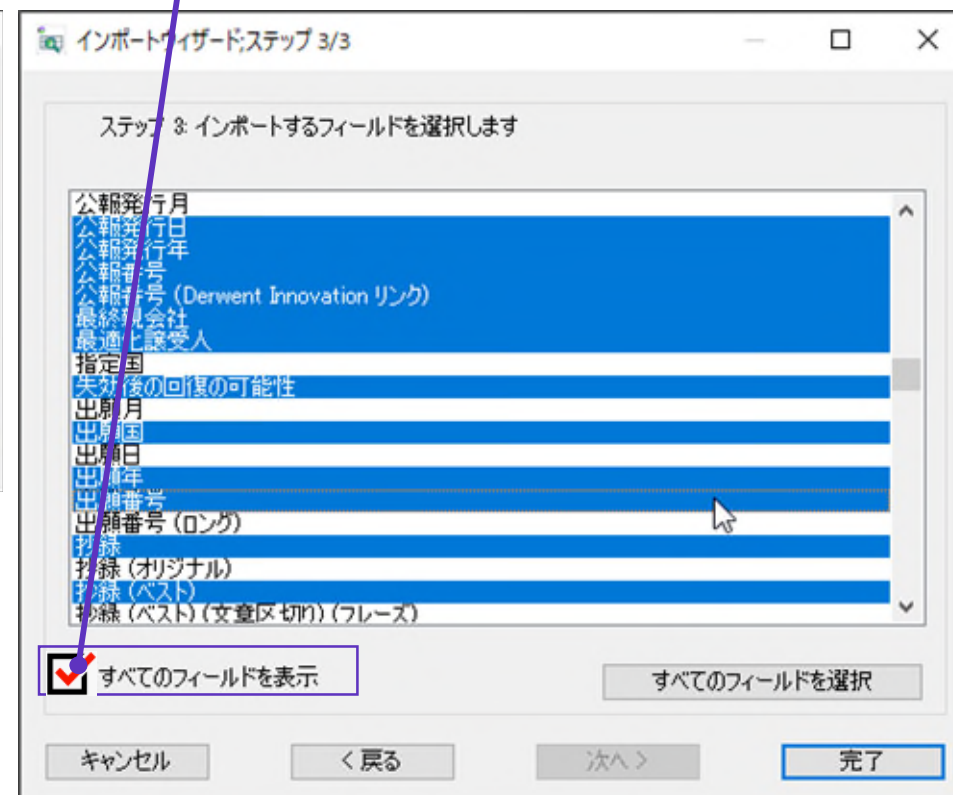 インポートウィザード;ステップ 3/3
ステップ 3: インポートするフィールドを選択します
公報発行月
公報発行日
公報発行年
公報番号
公報番号 (Derwent Innovation リンク)
最終親会社
最適化譲受人
指定国
失効後の回復の可能性
出願月
出願国
出願日
出願年
出願番号
出願番号 (ロング)
抄録
抄録 (オリジナル)
抄録 (ベスト)
抄録 (ベスト) (文章区切り) (フレーズ)
すべてのフィールドを表示
すべてのフィールドを選択
キャンセル
< 戻る
次へ >
完了